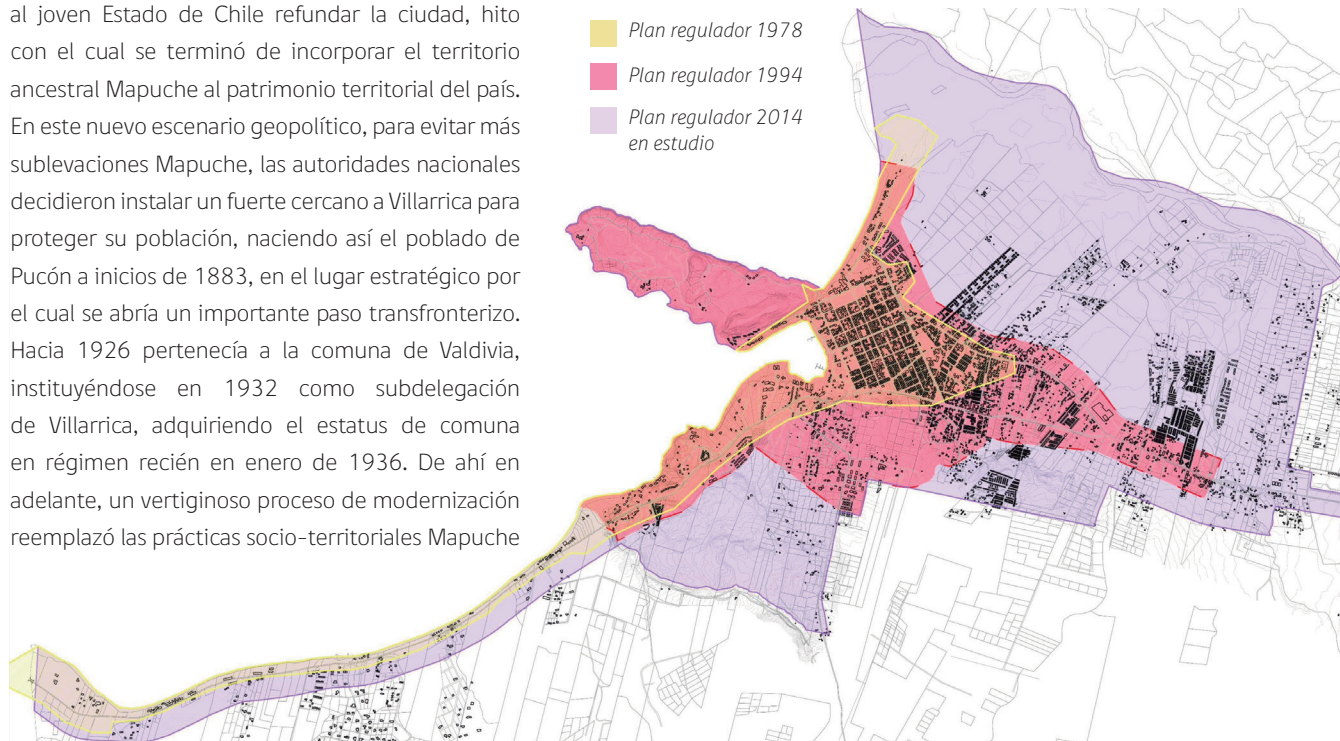 al joven Estado de Chile refundar la ciudad, hito
con el cual se terminó de incorporar el territorio
ancestral Mapuche al patrimonio territorial del país.
En este nuevo escenario geopolítico, para evitar más
sublevaciones Mapuche, las autoridades nacionales
decidieron instalar un fuerte cercano a Villarrica para
proteger su población, naciendo así el poblado de
Pucón a inicios de 1883, en el lugar estratégico por
el cual se abría un importante paso transfronterizo.
Hacia 1926 pertenecía a la comuna de Valdivia,
instituyéndose en 1932 como subdelegación
de Villarrica, adquiriendo el estatus de comuna
en régimen recién en enero de 1936. De ahí en
adelante, un vertiginoso proceso de modernización
reemplazó las prácticas socio-territoriales Mapuche
Plan regulador 1978
Plan regulador 1994
Plan regulador 2014
en estudio